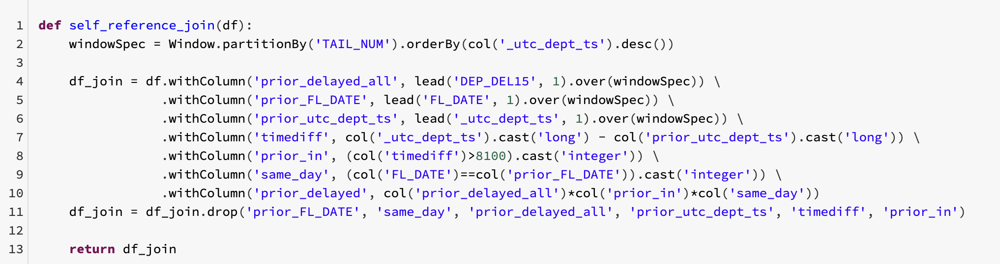 1 def self_reference_join(df):
2     windowSpec = Window.partitionBy('TAIL_NUM').orderBy(col('_utc_dept_ts').desc())
3
4     df_join = df.withColumn('prior_delayed_all', lead('DEP_DEL15', 1).over(windowSpec)) \
5                 .withColumn('prior_FL_DATE', lead('FL_DATE', 1).over(windowSpec)) \
6                 .withColumn('prior_utc_dept_ts', lead('_utc_dept_ts', 1).over(windowSpec)) \
7                 .withColumn('timediff', col('_utc_dept_ts').cast('long') - col('prior_utc_dept_ts').cast('long')) \
8                 .withColumn('prior_in', (col('timediff')>8100).cast('integer')) \
9                 .withColumn('same_day', (col('FL_DATE')==col('prior_FL_DATE')).cast('integer')) \
10                 .withColumn('prior_delayed', col('prior_delayed_all')*col('prior_in')*col('same_day'))
11     df_join = df_join.drop('prior_FL_DATE', 'same_day', 'prior_delayed_all', 'prior_utc_dept_ts', 'timediff', 'prior_in')
12
13     return df_join